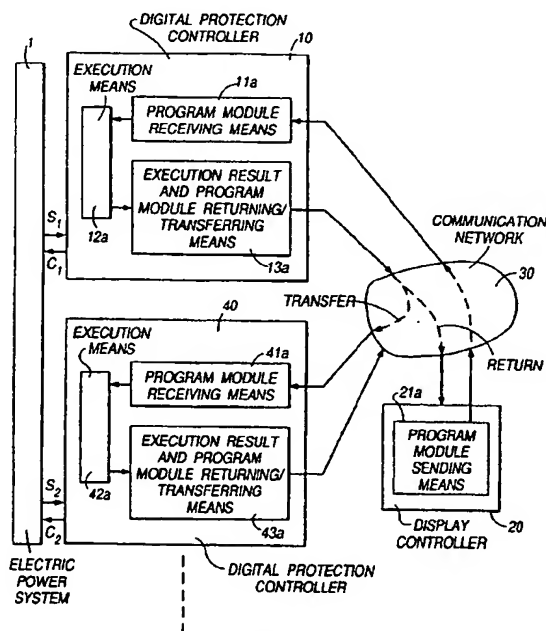 DIGITAL PROTECTION
CONTROLLER
1
10
EXECUTION
MEANS
11a
PROGRAM MODULE
RECEIVING MEANS
EXECUTION RESULT
AND PROGRAM
MODULE RETURNING/
TRANSFERRING
MEANS
12a
13a
S1
C1
COMMUNICATION
NETWORK
30
TRANSFER
RETURN
40
EXECUTION
MEANS
41a
PROGRAM MODULE
RECEIVING MEANS
EXECUTION RESULT
AND PROGRAM
MODULE RETURNING/
TRANSFERRING
MEANS
42a
43a
S2
C2
21a
PROGRAM
MODULE
SENDING
MEANS
DISPLAY
CONTROLLER
20
ELECTRIC
POWER
SYSTEM
DIGITAL PROTECTION
CONTROLLER